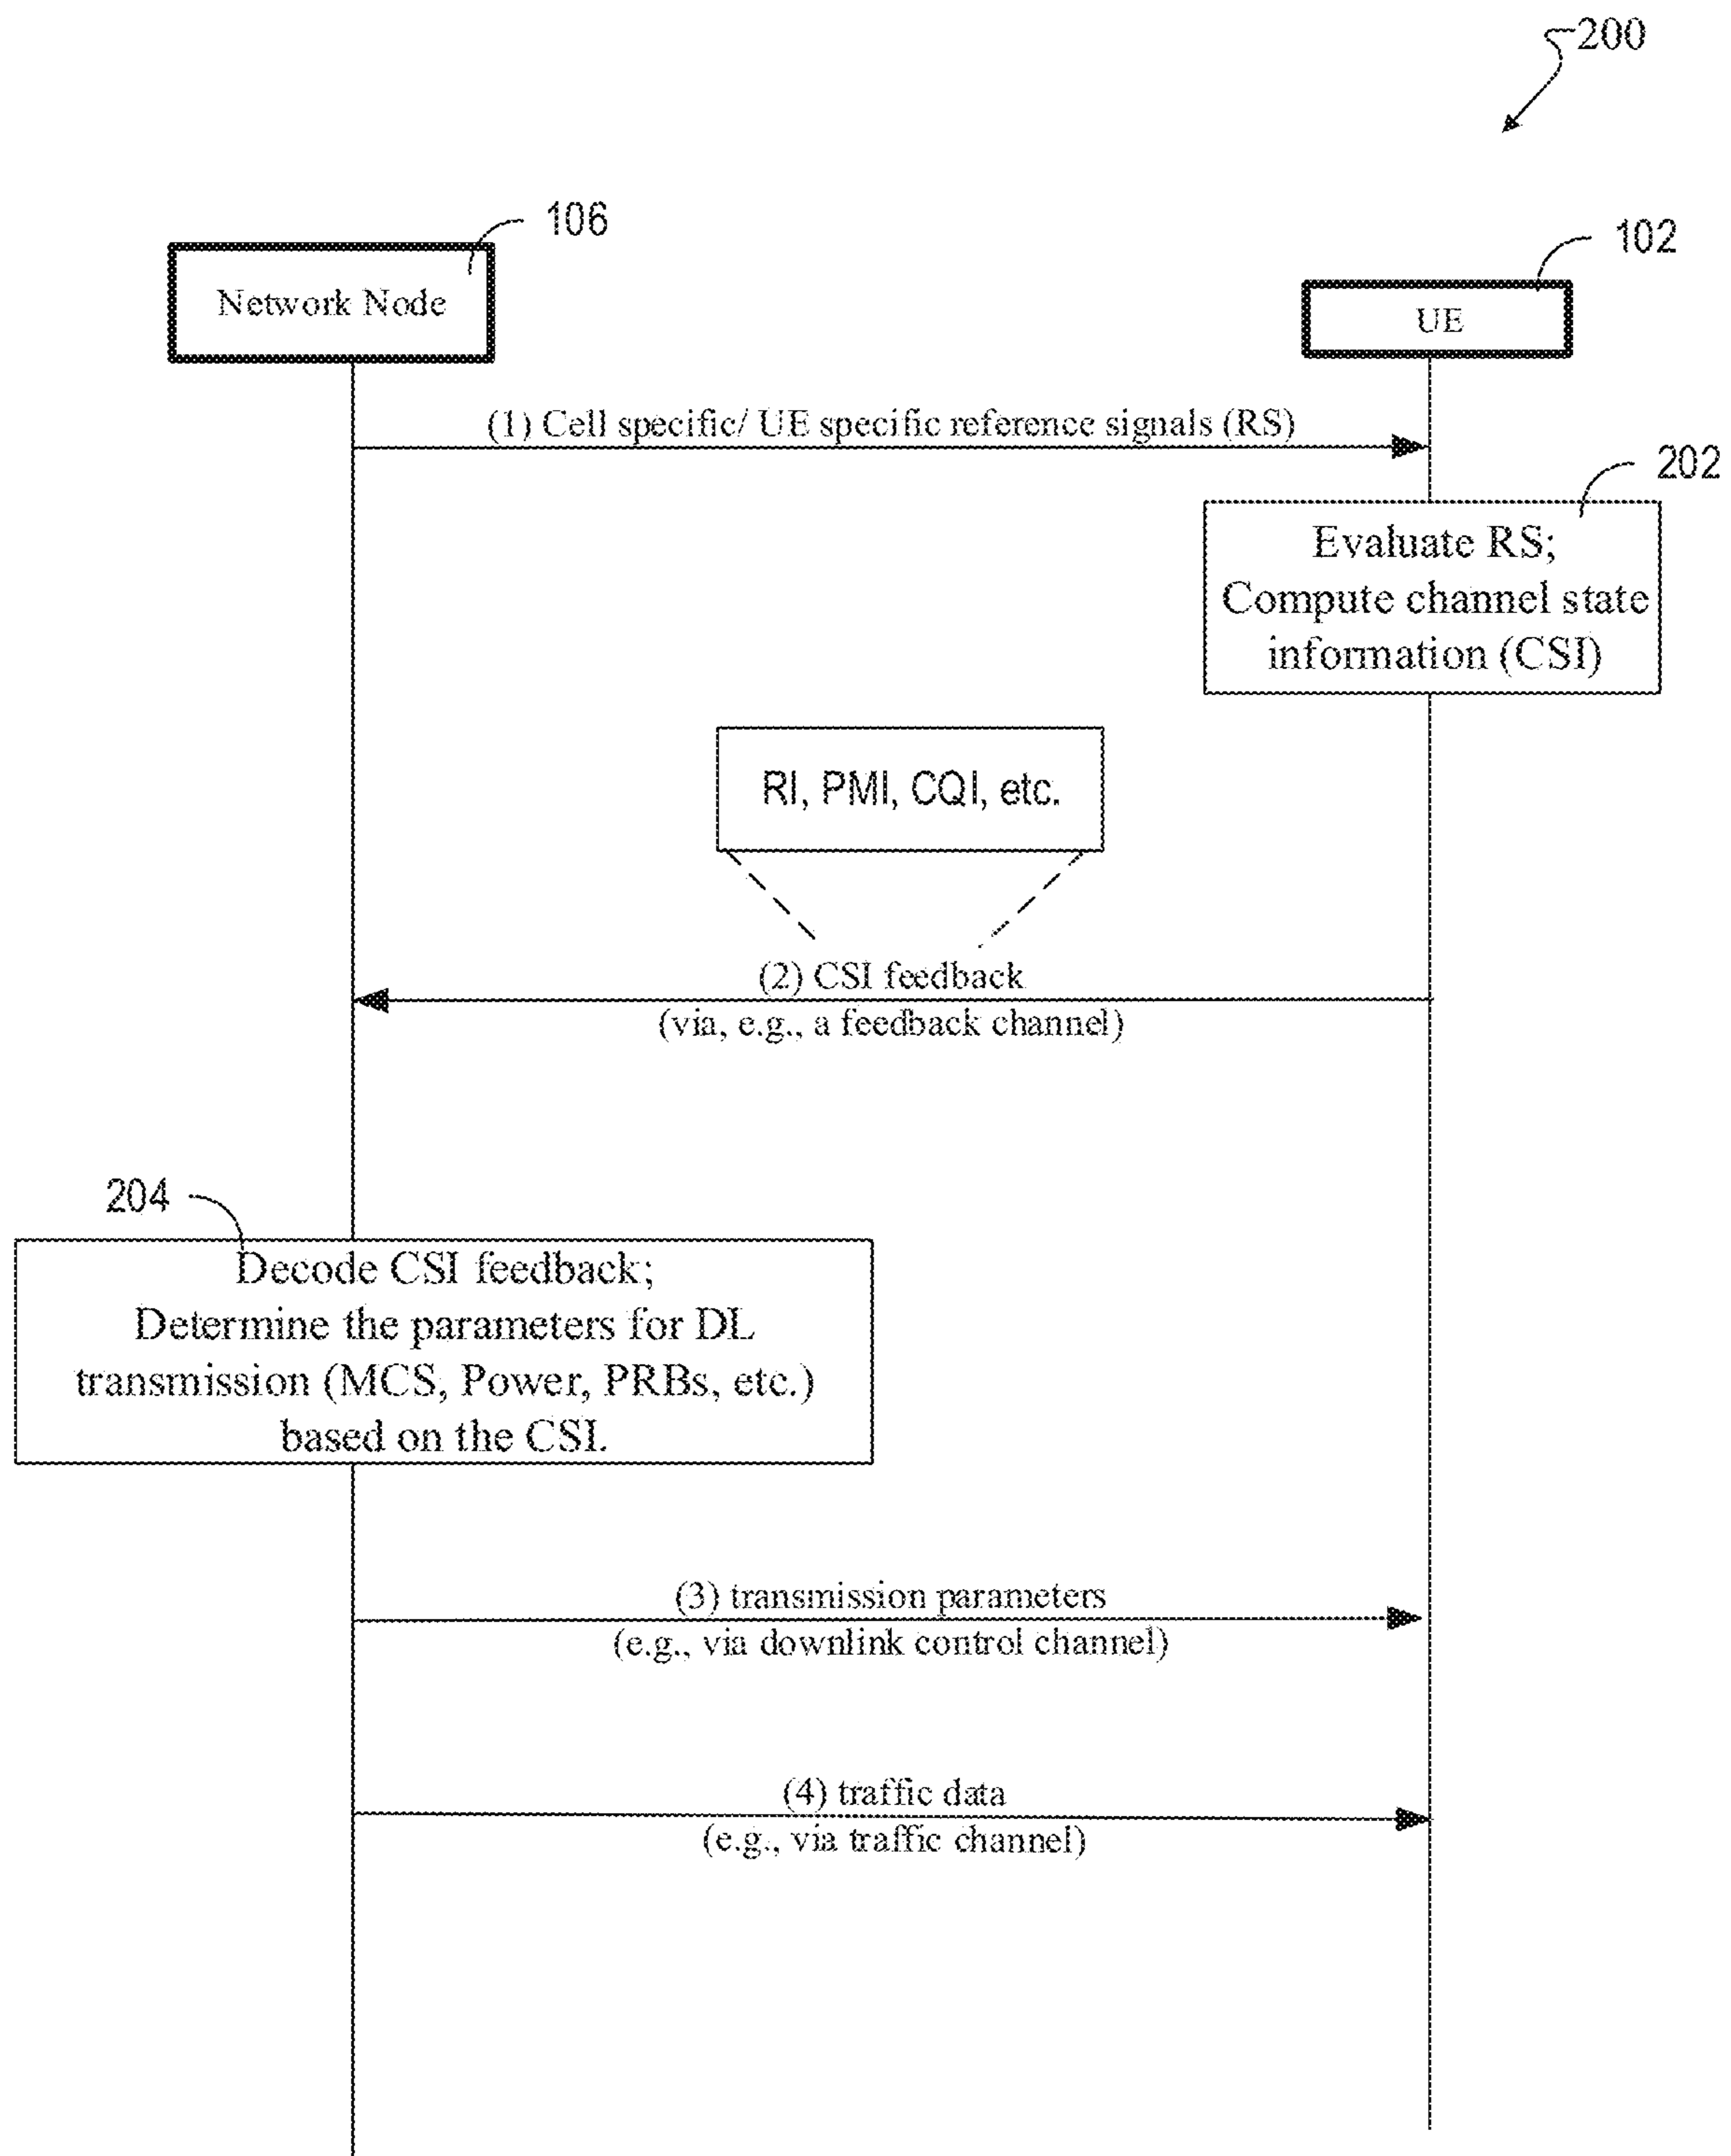 200
106
Network Node
102
UE
(1) Cell specific/ UE specific reference signals (RS)
202
Evaluate RS;
Compute channel state
information (CSI)
RI, PMI, CQI, etc.
(2) CSI feedback
(via, e.g., a feedback channel)
204
Decode CSI feedback;
Determine the parameters for DL
transmission (MCS, Power, PRBs, etc.)
based on the CSI.
(3) transmission parameters
(e.g., via downlink control channel)
(4) traffic data
(e.g., via traffic channel)